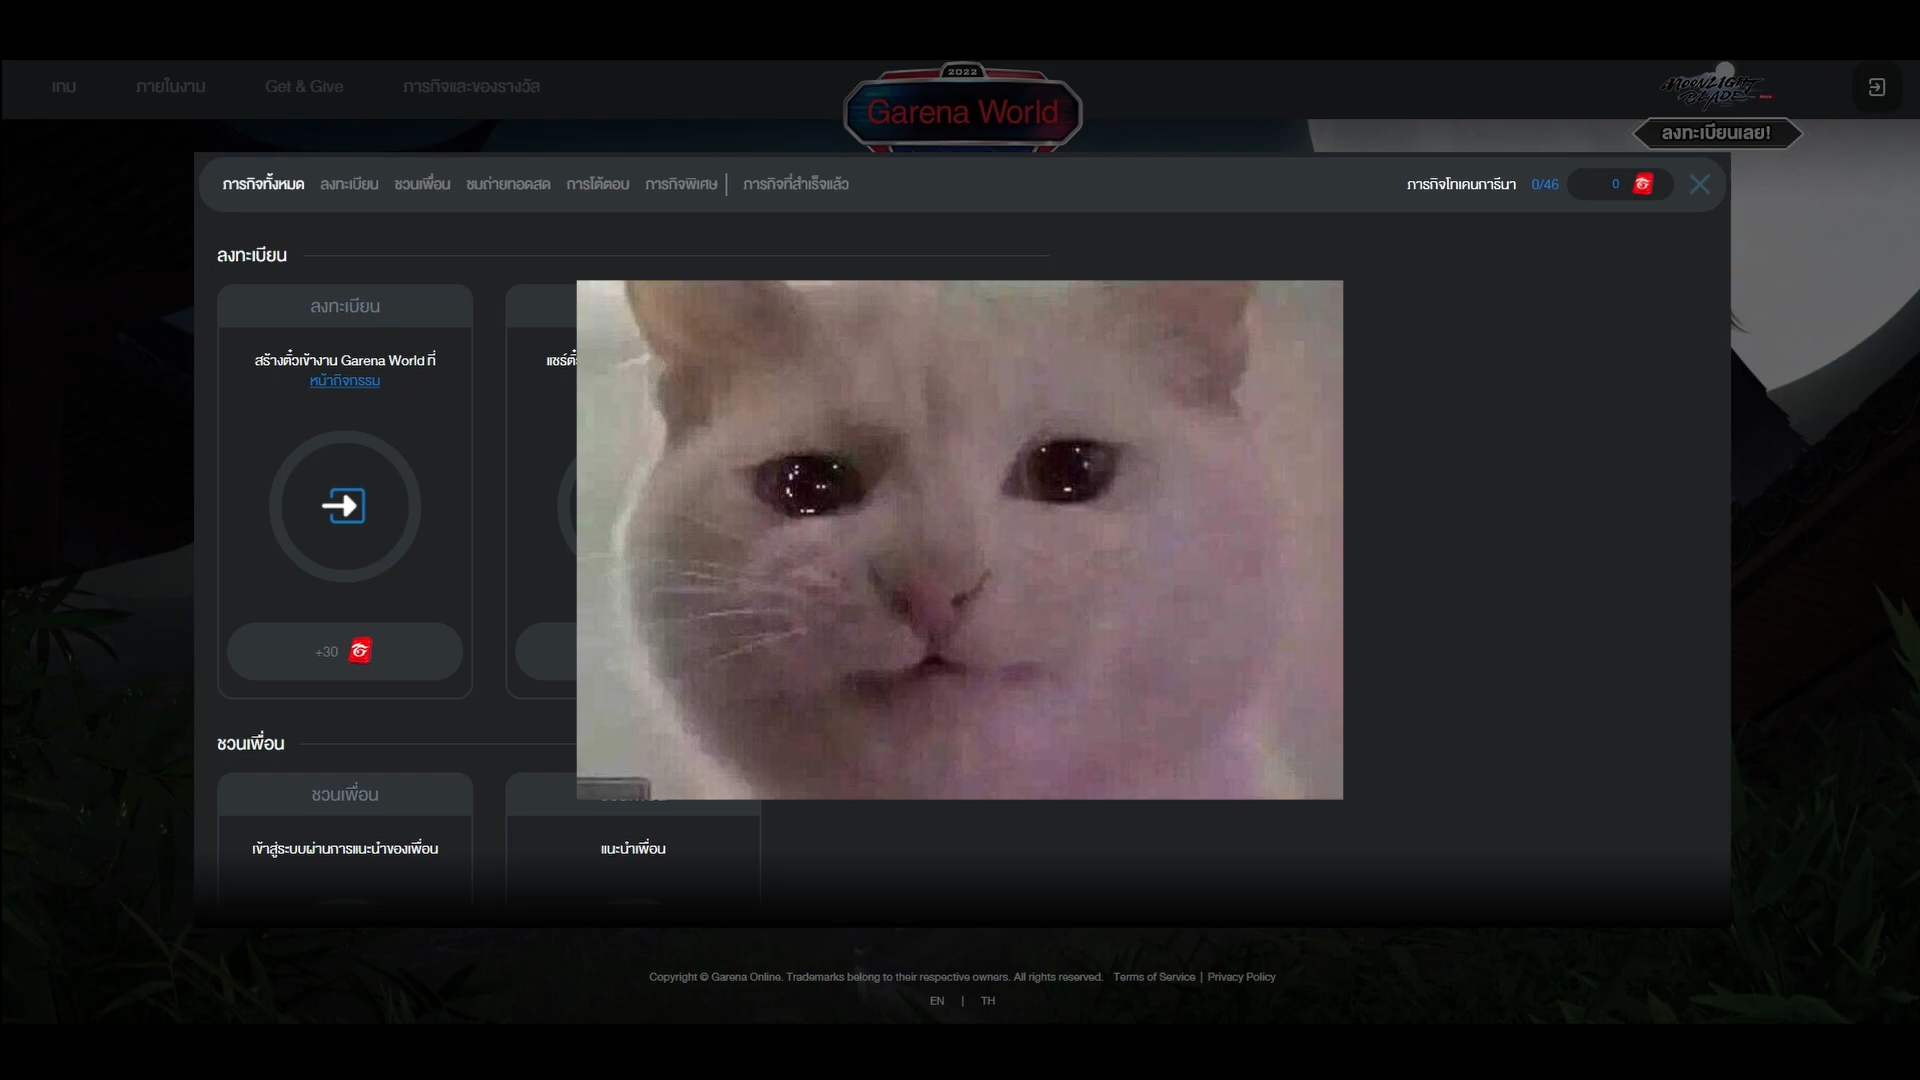 เกม
ภายในงาน
Get & Give
ภารกิจและของรางวัล
2022
Garena World
MOONLIGHT BLADE
ลงทะเบียนเลย!
ภารกิจทั้งหมด
ลงทะเบียน
ชวนเพื่อน
ชมถ่ายทอดสด
การโต้ตอบ
ภารกิจพิเศษ
ภารกิจที่สำเร็จแล้ว
ภารกิจโทเคนการีนา 0/46
0
ลงทะเบียน
ลงทะเบียน
สร้างตั๋วเข้างาน Garena World ที่
หน้ากิจกรรม
+30
ชวนเพื่อน
ชวนเพื่อน
เข้าสู่ระบบผ่านการแนะนำของเพื่อน
แนะนำเพื่อน
Copyright © Garena Online. Trademarks belong to their respective owners. All rights reserved. Terms of Service | Privacy Policy
EN | TH